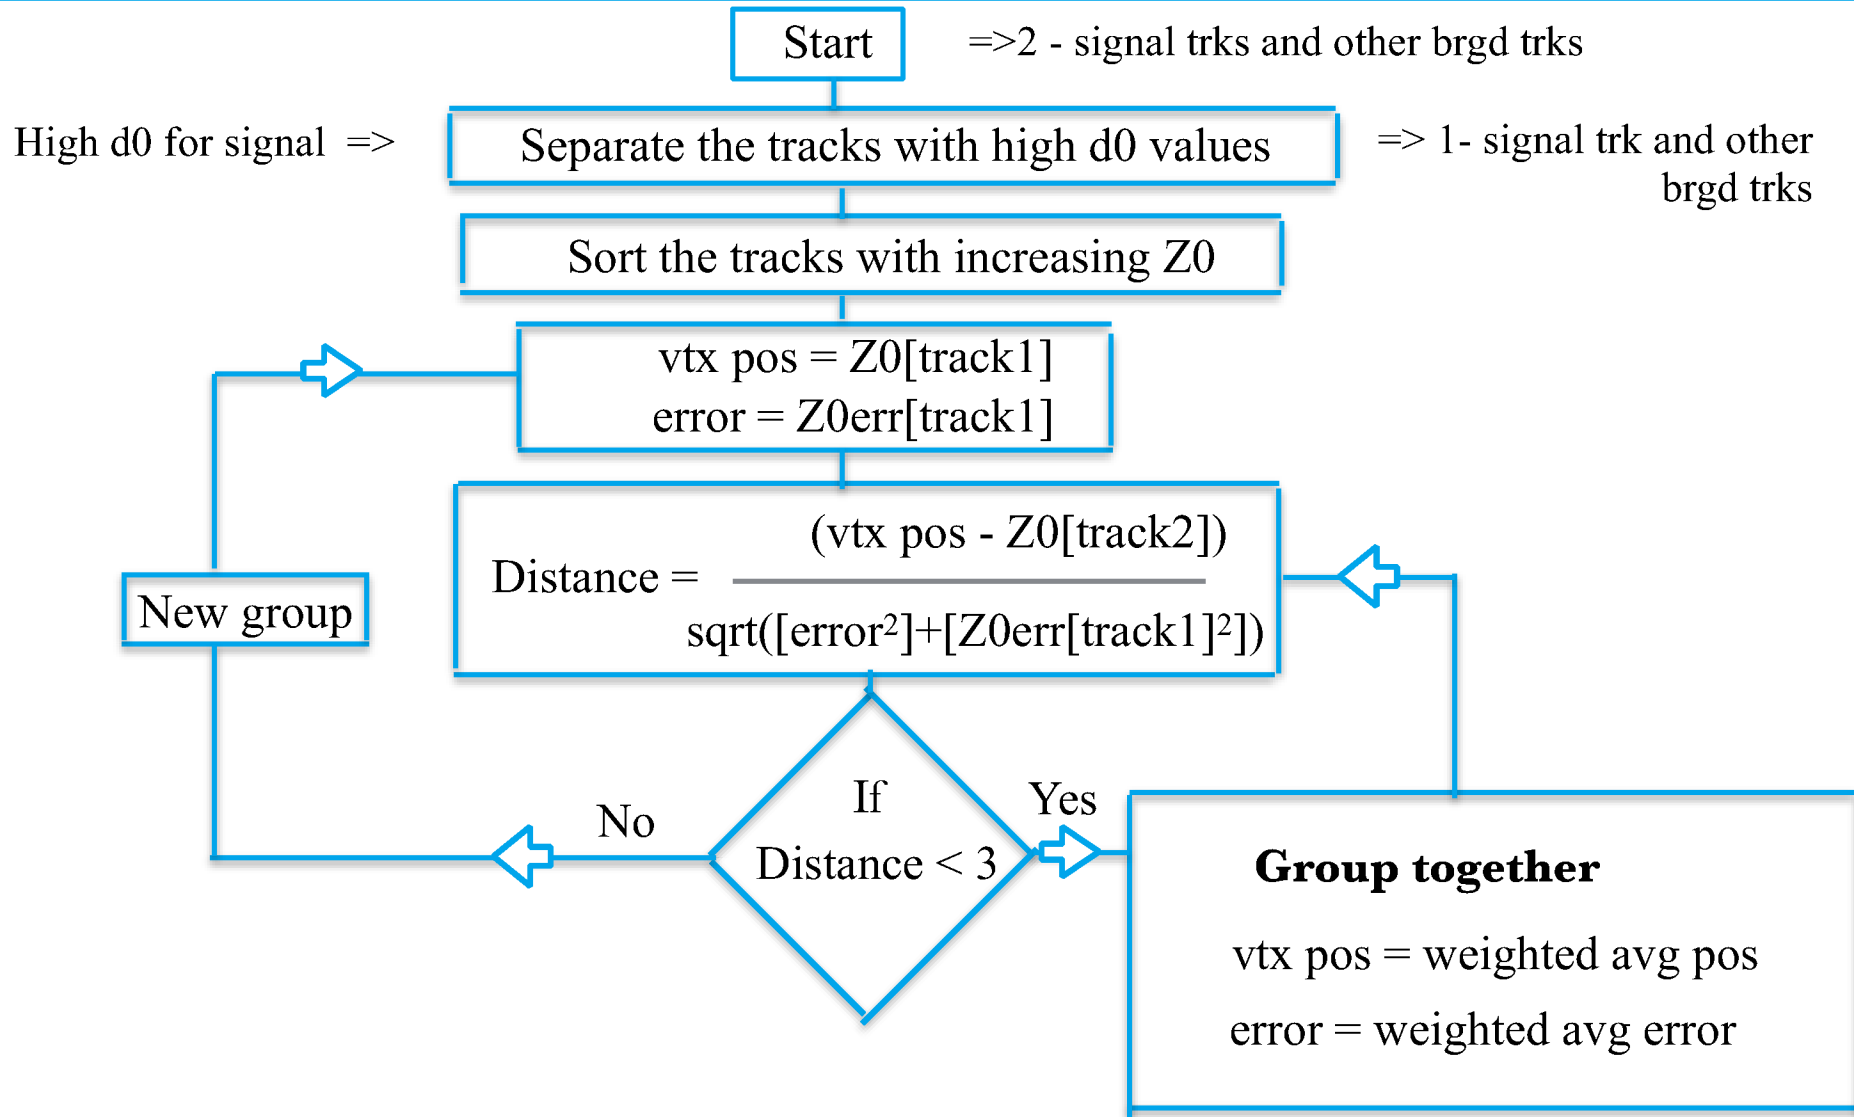 Start
=>2 - signal trks and other brgd trks
High d0 for signal =>
Separate the tracks with high d0 values
=> 1- signal trk and other
brgd trks
Sort the tracks with increasing Z0
vtx pos = Z0[track1]
error = Z0err[track1]
(vtx pos - Z0[track2])
Distance =
sqrt([error²]+[Z0err[track1]²])
New group
If
Distance < 3
No
Yes
Group together
vtx pos = weighted avg pos
error = weighted avg error